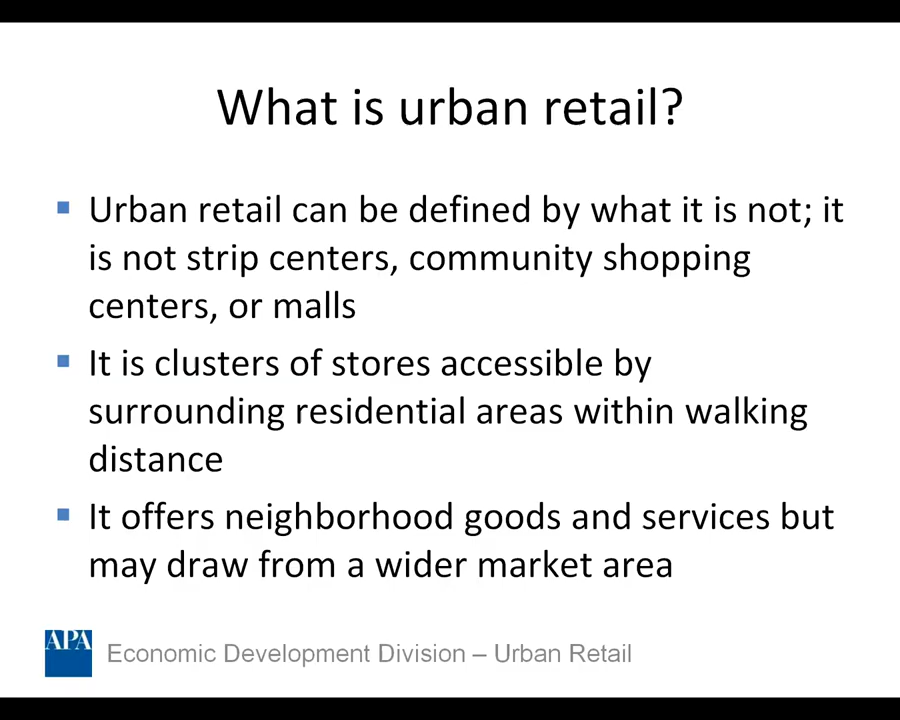 What is urban retail?
Urban retail can be defined by what it is not; it
is not strip centers, community shopping
centers, or malls
It is clusters of stores accessible by
surrounding residential areas within walking
distance
It offers neighborhood goods and services but
may draw from a wider market area
APA
Economic Development Division – Urban Retail